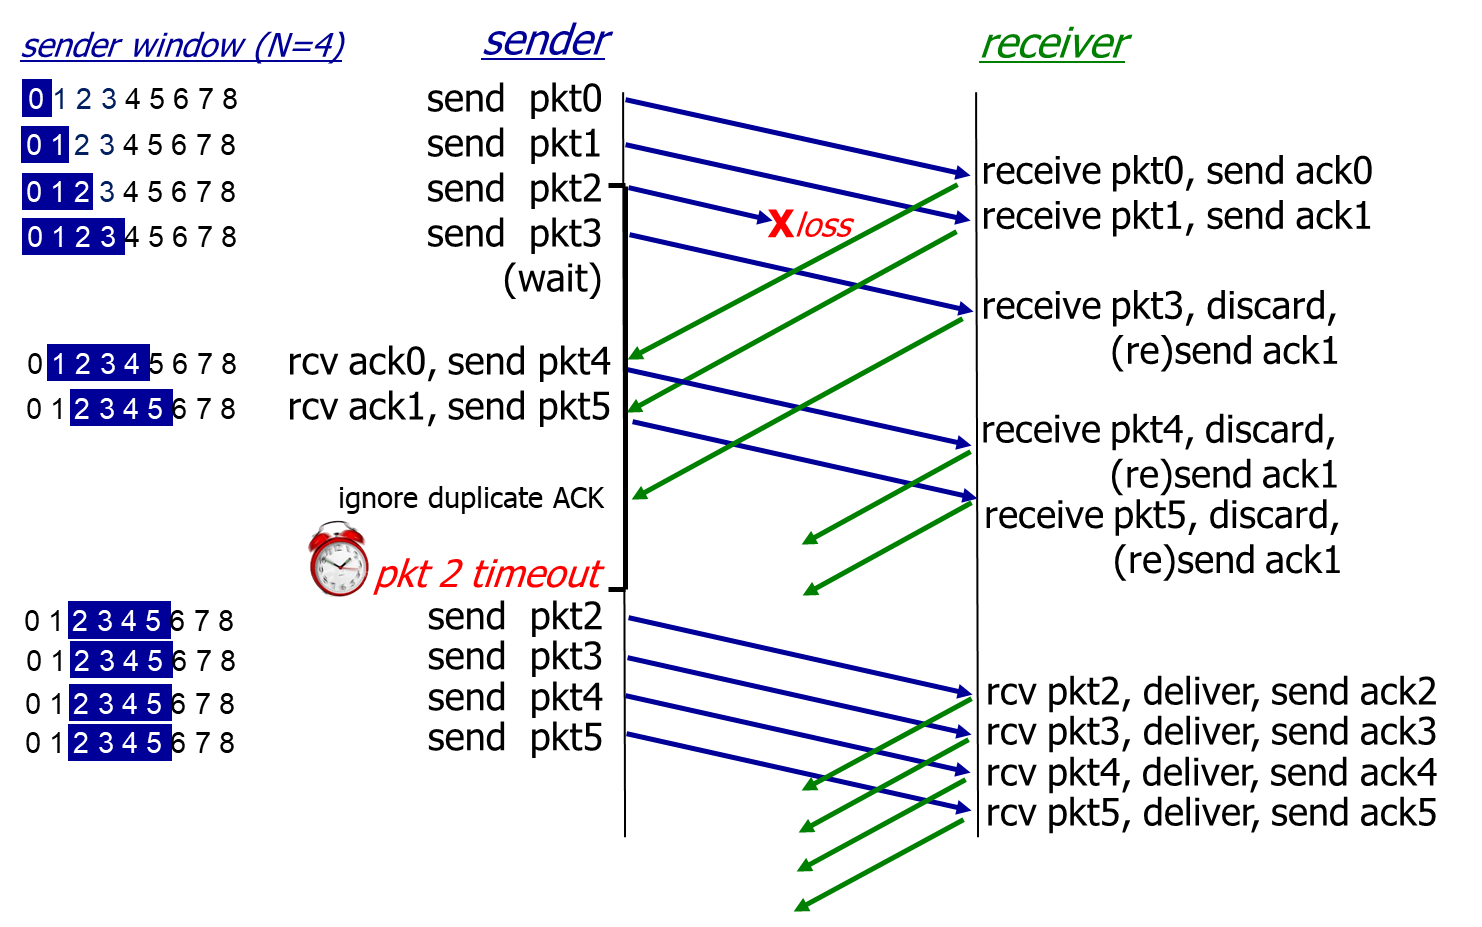 sender window (N=4) sender receiver
0 1 2 3 4 5 6 7 8 send pkt0
0 1 2 3 4 5 6 7 8 send pkt1
receive pkt0, send ack0
0 1 2 3 4 5 6 7 8 send pkt2
X loss
receive pkt1, send ack1
0 1 2 3 4 5 6 7 8 send pkt3
(wait)
receive pkt3, discard,
(re)send ack1
0 1 2 3 4 5 6 7 8 rcv ack0, send pkt4
0 1 2 3 4 5 6 7 8 rcv ack1, send pkt5
receive pkt4, discard,
(re)send ack1
ignore duplicate ACK
receive pkt5, discard,
(re)send ack1
pkt 2 timeout
0 1 2 3 4 5 6 7 8 send pkt2
0 1 2 3 4 5 6 7 8 send pkt3
0 1 2 3 4 5 6 7 8 send pkt4
rcv pkt2, deliver, send ack2
0 1 2 3 4 5 6 7 8 send pkt5
rcv pkt3, deliver, send ack3
rcv pkt4, deliver, send ack4
rcv pkt5, deliver, send ack5